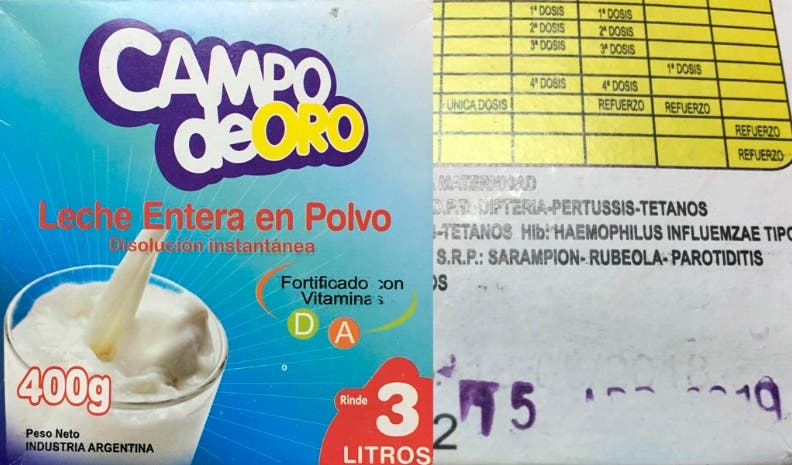 CAMPO
deORO
Leche Entera en Polvo
Disolución instantánea
Fortificado con
Vitaminas
D A
400g
Peso Neto
INDUSTRIA ARGENTINA
Rinde 3
LITROS
1ª DOSIS 1ª DOSIS
2ª DOSIS 2ª DOSIS
3ª DOSIS 3ª DOSIS
1ª DOSIS
4ª DOSIS 4ª DOSIS
UNICA DOSIS REFUERZO REFUERZO
REFUERZO
REFUERZO
MATERNIDAD
D.P.T.: DIFTERIA-PERTUSSIS-TETANOS
-TETANOS Hib: HAEMOPHILUS INFLUEMZAE TIPO
S.R.P.: SARAMPION- RUBEOLA- PAROTIDITIS
OS